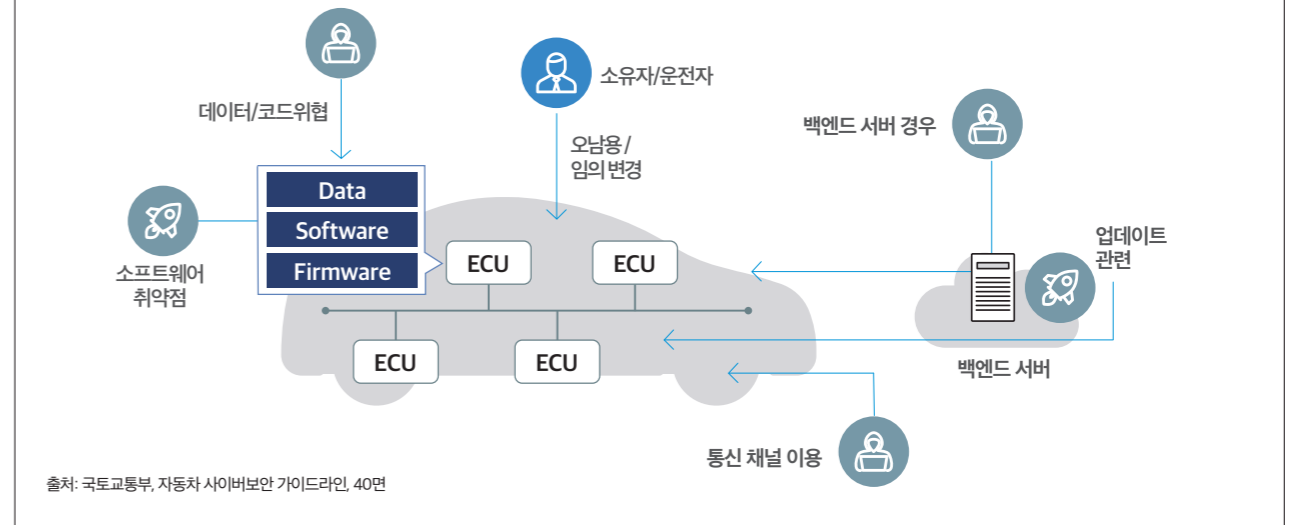 데이터/코드위협
소유자/운전자
백엔드 서버 경우
오남용 /
임의 변경
Data
Software
Firmware
소프트웨어
취약점
ECU
ECU
ECU
ECU
업데이트
관련
백엔드 서버
통신 채널 이용
출처: 국토교통부, 자동차 사이버보안 가이드라인, 40면